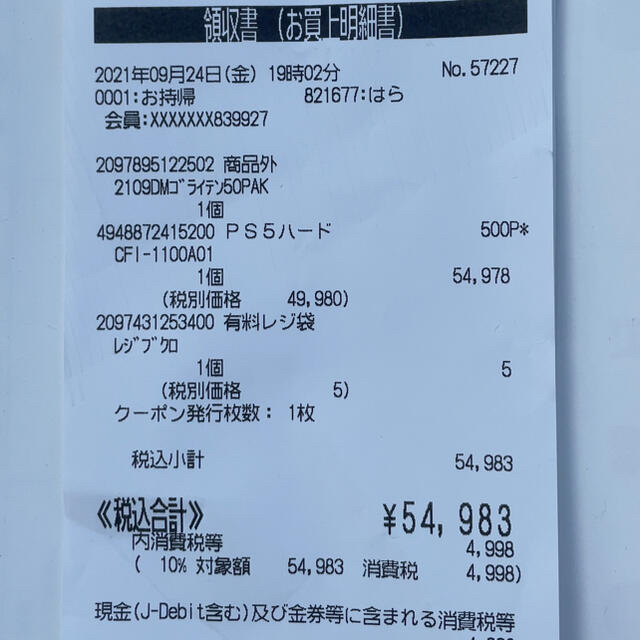 領収書 (お買上明細書)
2021年09月24日(金) 19時02分 No.57227
0001:お持帰 821677:はら
会員:XXXXXXX839927
2097895122502 商品外
2109DMゴライテン50PAK
1個
4948872415200 PS5ハード 500P*
CFI-1100A01
1個 54,978
(税別価格 49,980)
2097431253400 有料レジ袋
レジブクロ
1個 5
(税別価格 5)
クーポン発行枚数: 1枚
税込小計 54,983
《税込合計》 ¥54,983
内消費税等 4,998
( 10% 対象額 54,983 消費税 4,998)
現金(J-Debit含む)及び金券等に含まれる消費税等